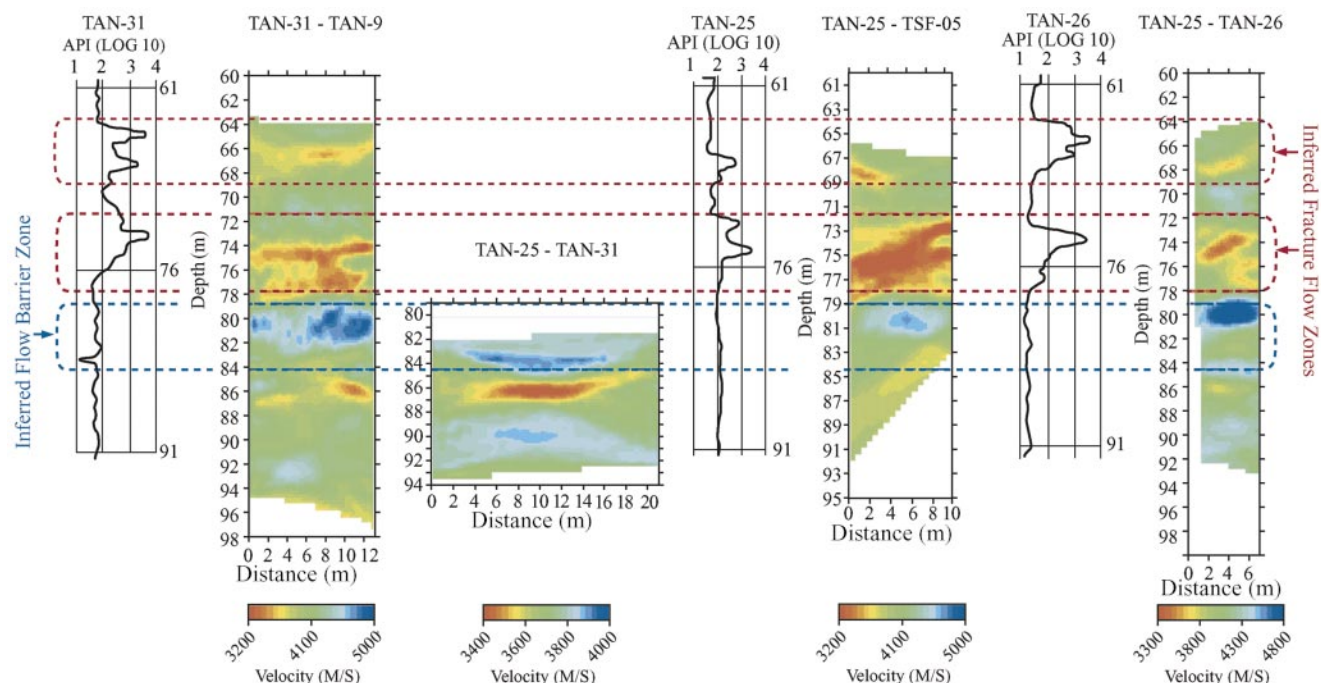 TAN-31
API (LOG 10)
1 2 3 4
61
76
91
TAN-31 - TAN-9
Depth (m)
60
62
64
66
68
70
72
74
76
78
80
82
84
86
88
90
92
94
96
98
0 2 4 6 8 10 12
Distance (m)
3200 4100 5000
Velocity (M/S)
TAN-25 - TAN-31
80
82
84
86
88
90
92
94
0 2 4 6 8 10 12 14 16 18 20
Distance (m)
3400 3600 3800 4000
Velocity (M/S)
TAN-25
API (LOG 10)
1 2 3 4
61
76
91
TAN-25 - TSF-05
Depth (m)
61
63
65
67
69
71
73
75
77
79
81
83
85
87
89
91
93
95
0 2 4 6 8 10
Distance (m)
3200 4100 5000
Velocity (M/S)
TAN-26
API (LOG 10)
1 2 3 4
61
76
91
TAN-25 - TAN-26
Depth (m)
60
62
64
66
68
70
72
74
76
78
80
82
84
86
88
90
92
94
96
98
90
0 2 4 6
Distance (m)
3300 3800 4300 4800
Velocity (M/S)
Inferred Flow Barrier Zone
Inferred Fracture Flow Zones